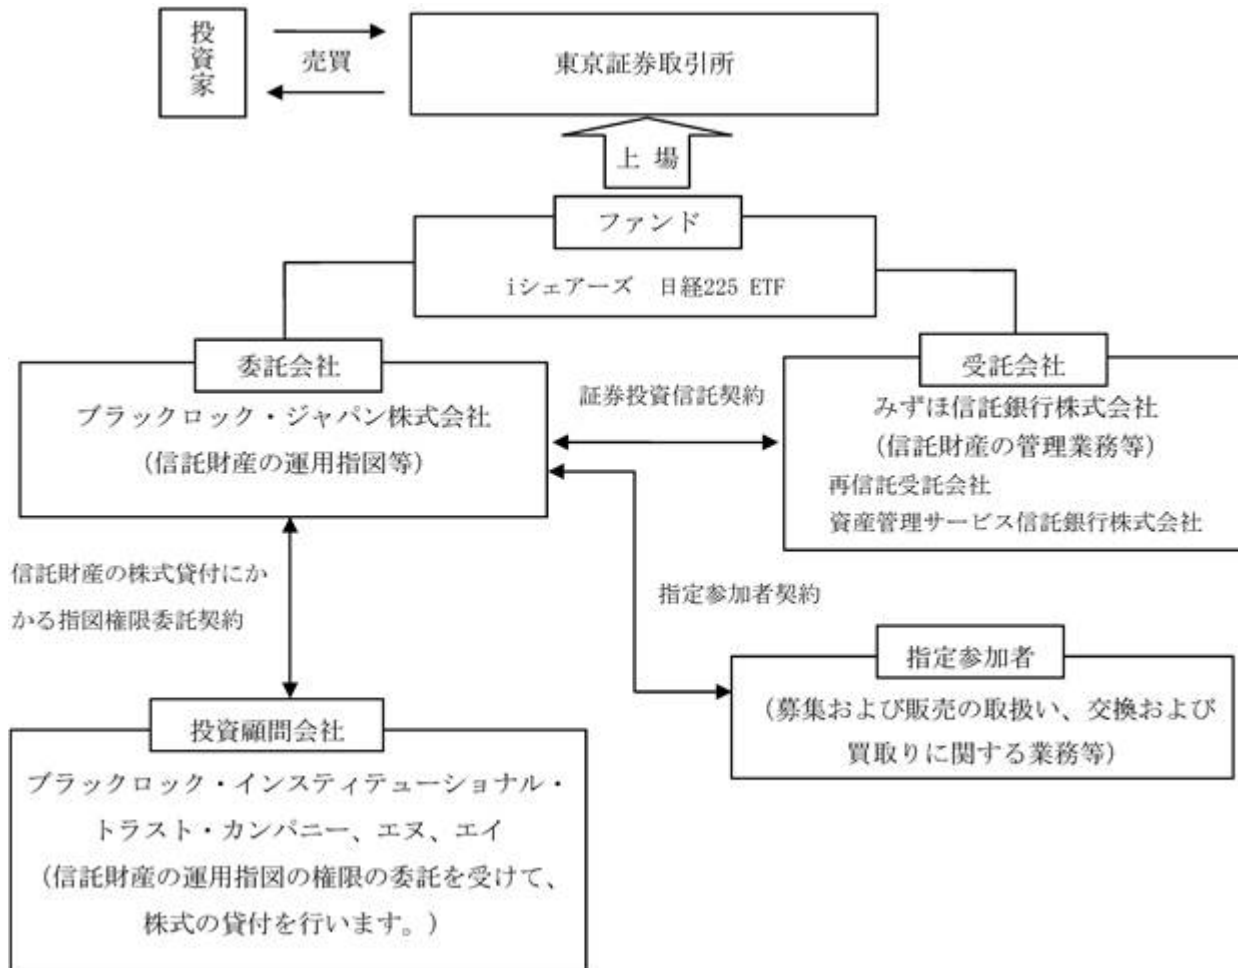 投資家
売買
東京証券取引所
上 場
ファンド
iシェアーズ　日経225 ETF
委託会社
ブラックロック・ジャパン株式会社
（信託財産の運用指図等）
証券投資信託契約
受託会社
みずほ信託銀行株式会社
（信託財産の管理業務等）
再信託受託会社
資産管理サービス信託銀行株式会社
信託財産の株式貸付にか
かる指図権限委託契約
指定参加者契約
指定参加者
（募集および販売の取扱い、交換および
買取りに関する業務等）
投資顧問会社
ブラックロック・インスティテューショナル・
トラスト・カンパニー、エヌ、エイ
（信託財産の運用指図の権限の委託を受けて、
株式の貸付を行います。）